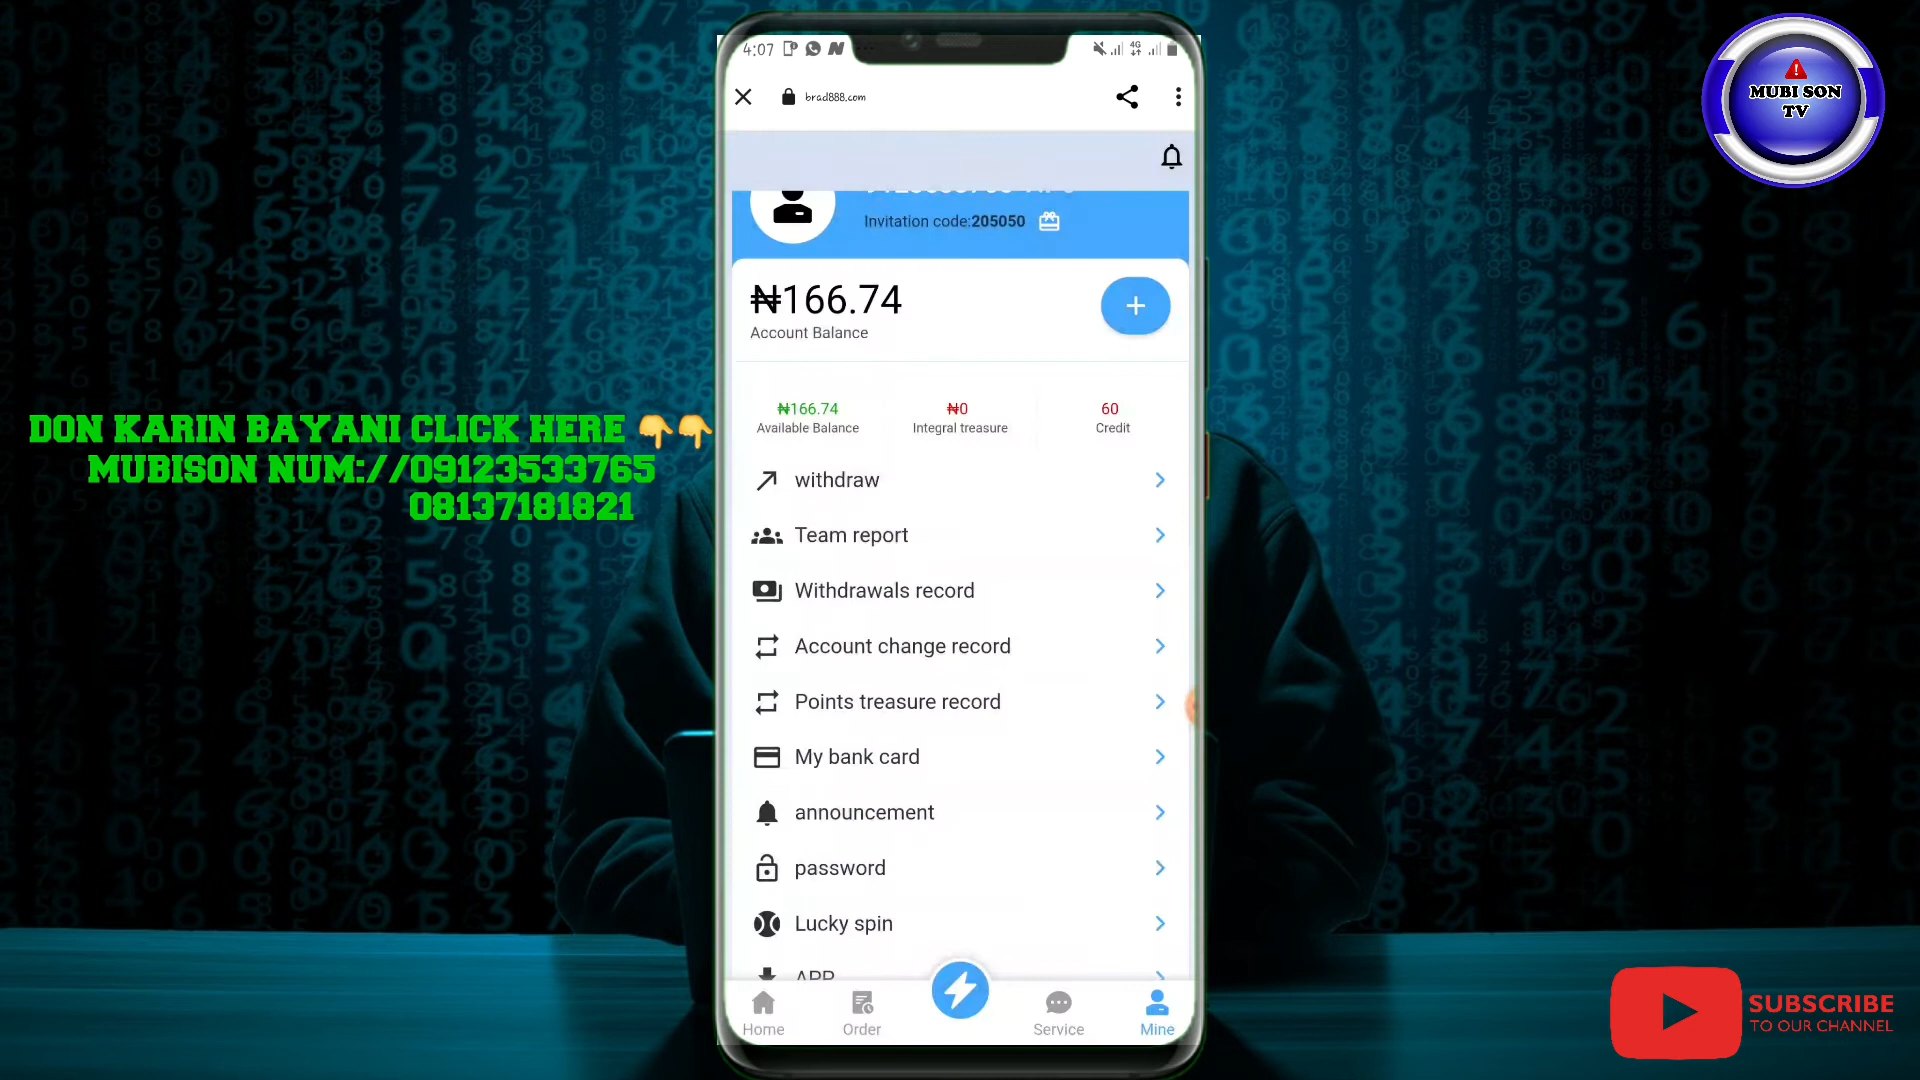 4:07
4G
brad888.com
MUBI SON
TV
Invitation code:205050
₦166.74
Account Balance
₦166.74
Available Balance
₦0
Integral treasure
60
Credit
DON KARIN BAYANI CLICK HERE 👇👇
MUBISON NUM://09123533765
08137181821
withdraw
Team report
Withdrawals record
Account change record
Points treasure record
My bank card
announcement
password
Lucky spin
APP
Home
Order
Service
Mine
SUBSCRIBE
TO OUR CHANNEL